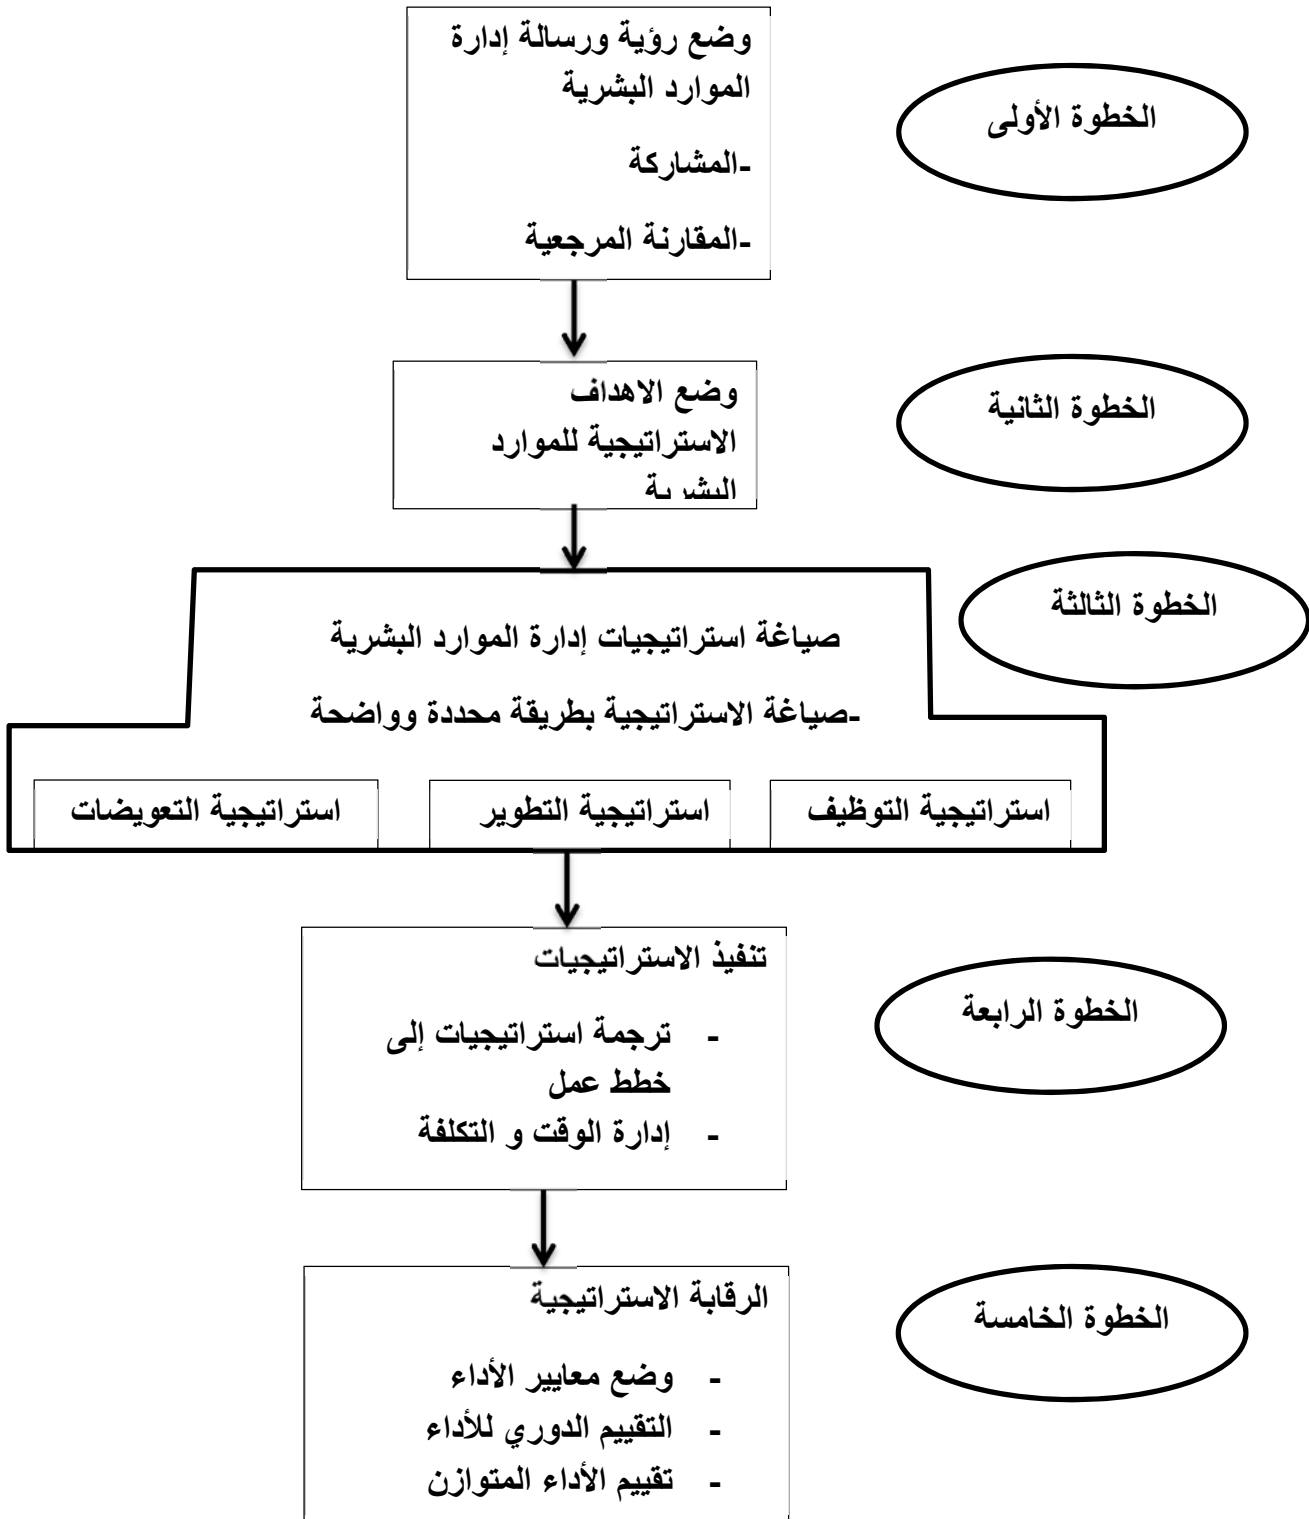 وضع رؤية ورسالة إدارة
الموارد البشرية
-المشاركة
-المقارنة المرجعية
الخطوة الأولى
وضع الاهداف
الاستراتيجية للموارد
البشرية
الخطوة الثانية
الخطوة الثالثة
صياغة استراتيجيات إدارة الموارد البشرية
-صياغة الاستراتيجية بطريقة محددة وواضحة
استراتيجية التوظيف
استراتيجية التطوير
استراتيجية التعويضات
تنفيذ الاستراتيجيات
- ترجمة استراتيجيات إلى
خطط عمل
- إدارة الوقت و التكلفة
الخطوة الرابعة
الرقابة الاستراتيجية
- وضع معايير الأداء
- التقييم الدوري للأداء
- تقييم الأداء المتوازن
الخطوة الخامسة